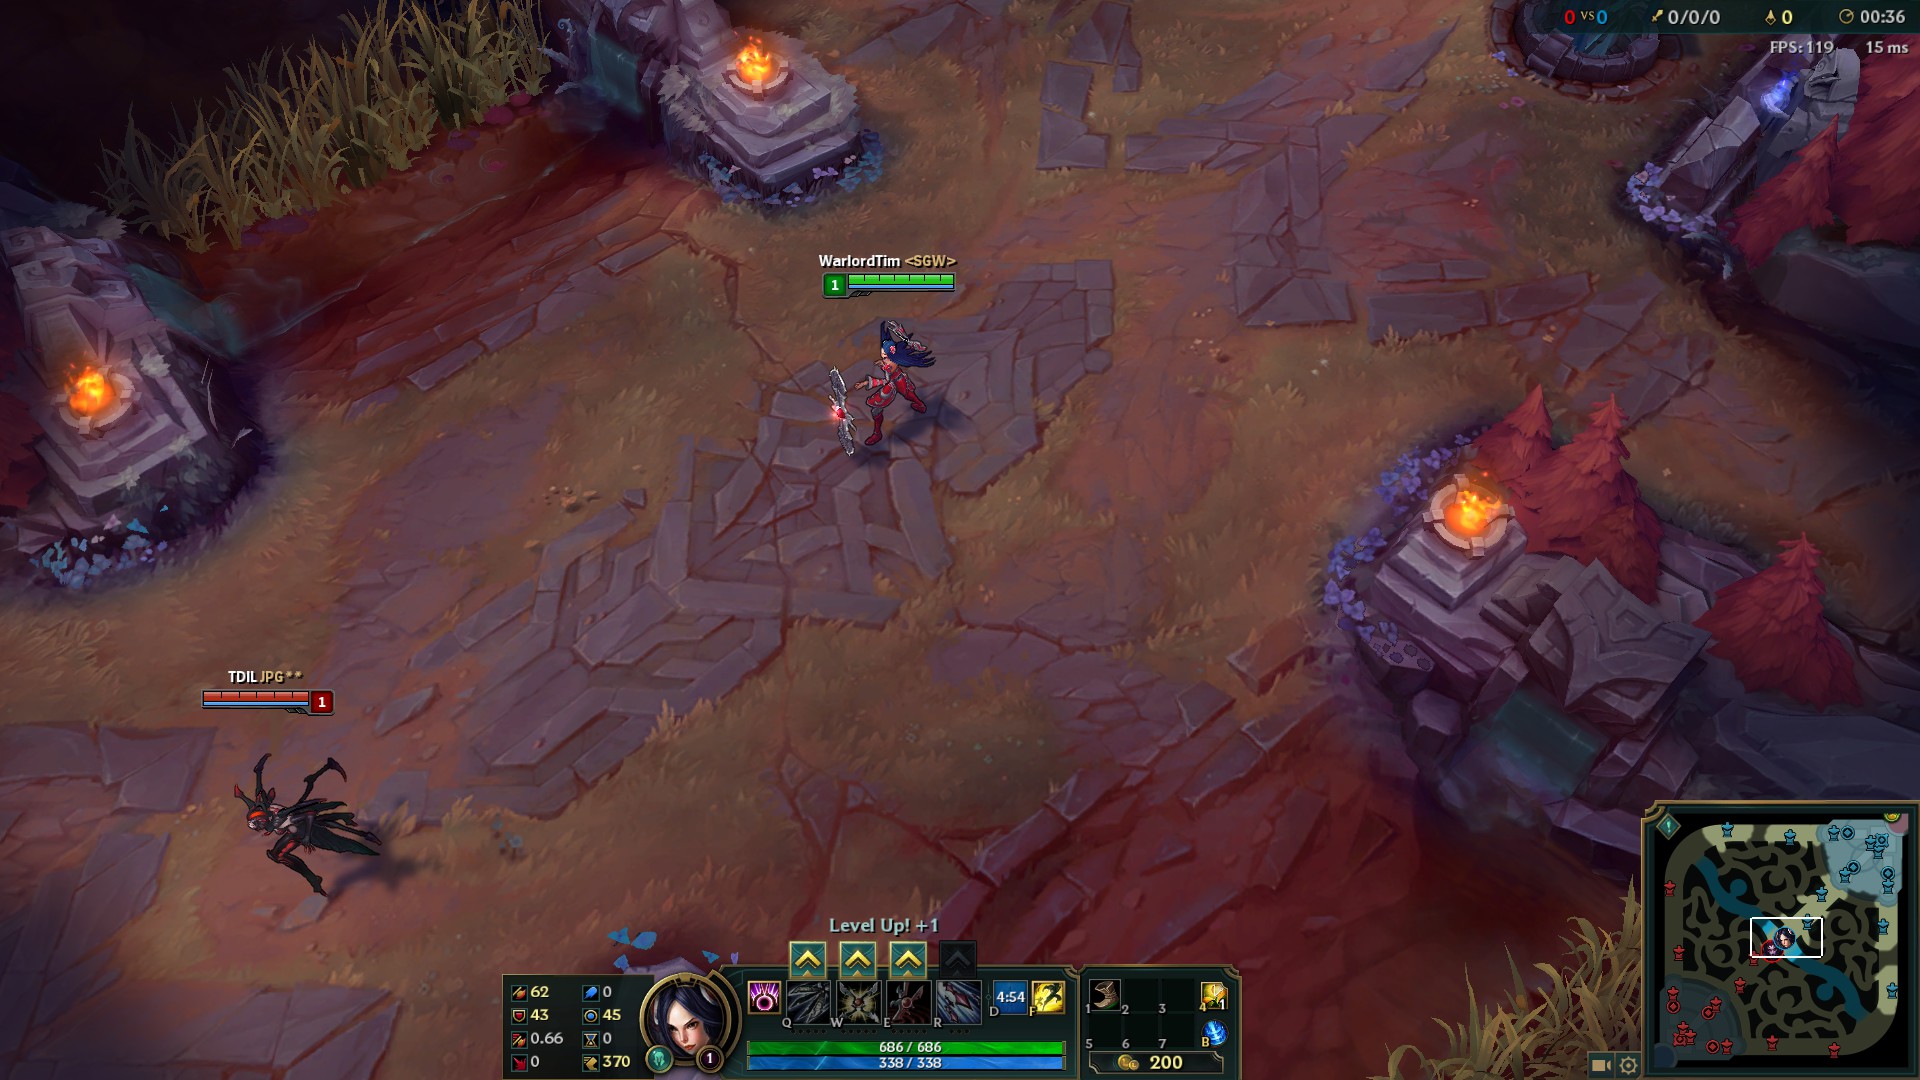 0 VS 0 0/0/0 0 00:36
FPS: 119 15 ms
WarlordTim <SGW>
1
TDIL JPG**
1
Level Up! +1
62 0
43 45
0.66 0
0 370
1
Q W E R
4:54
D F
686 / 686
338 / 338
1 2 3 4 1
5 6 7 B
200